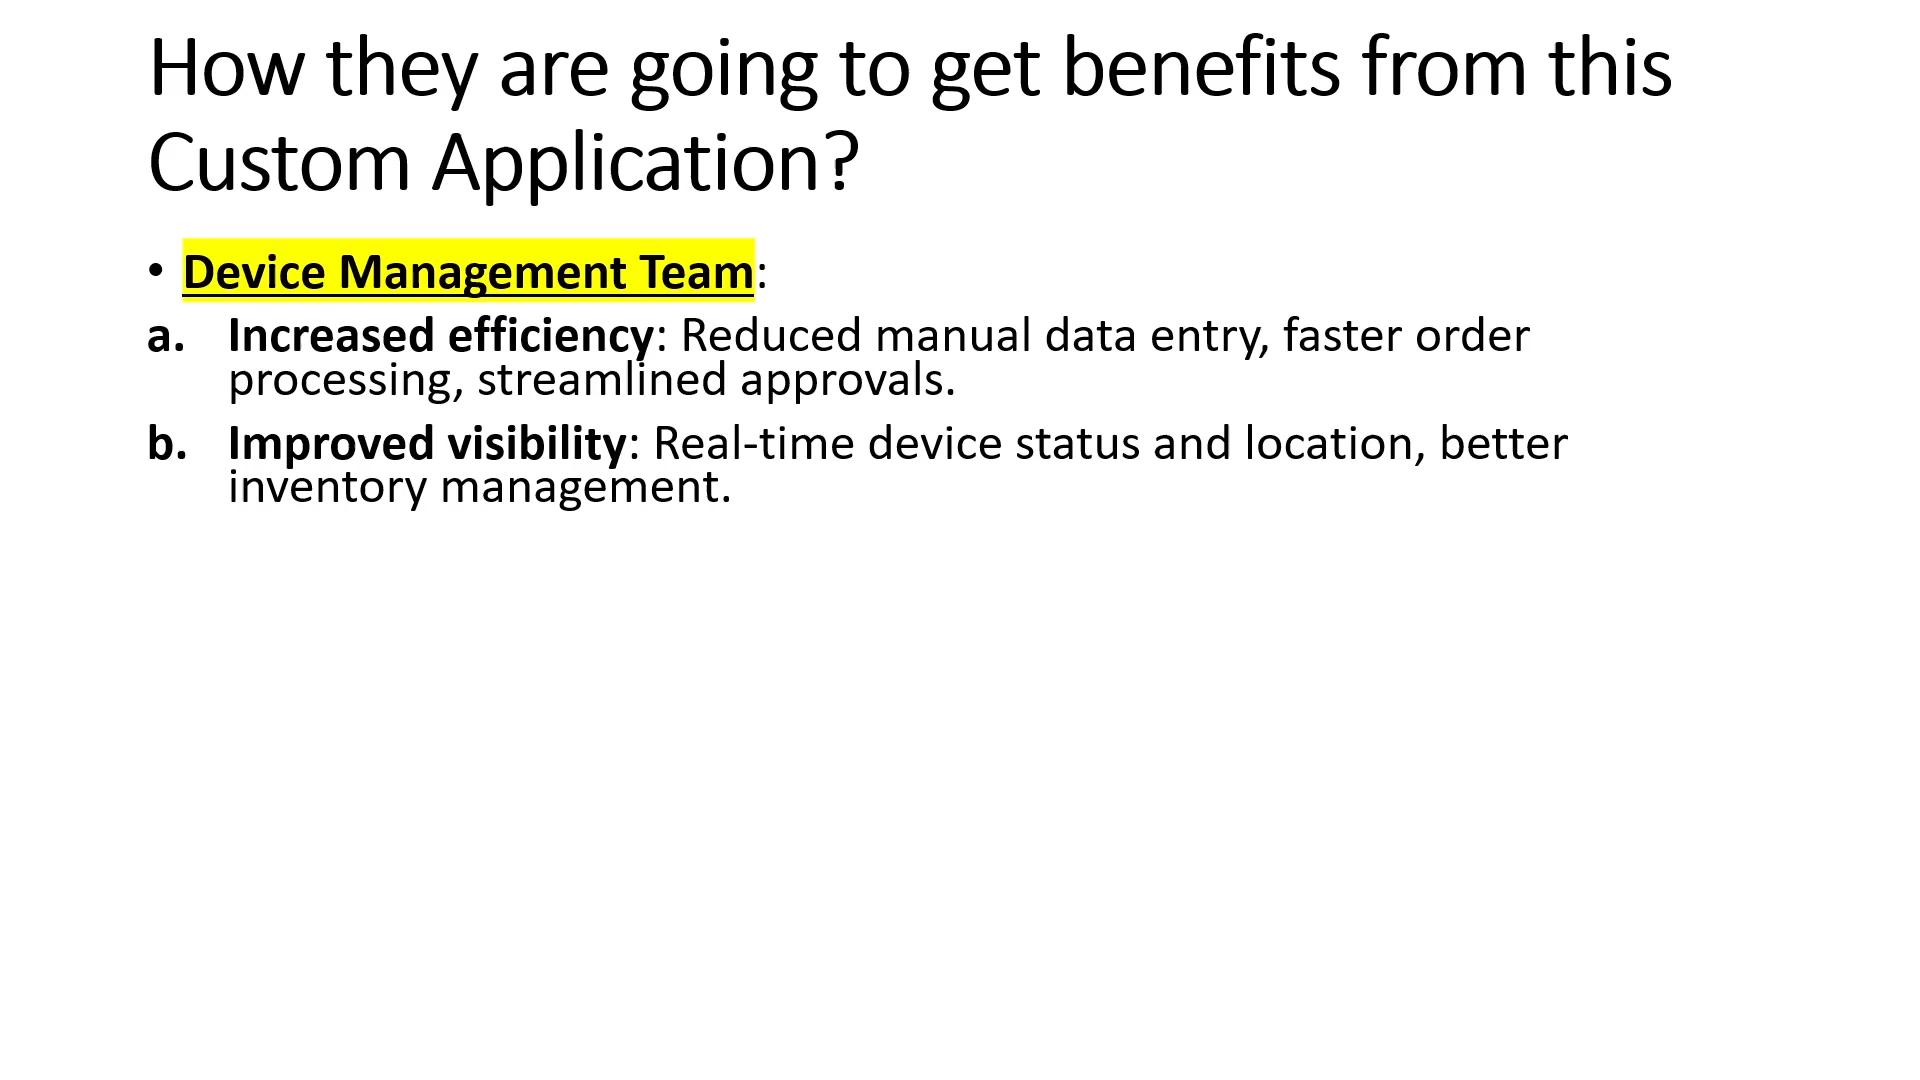 How they are going to get benefits from this
Custom Application?
• Device Management Team:
a. Increased efficiency: Reduced manual data entry, faster order
processing, streamlined approvals.
b. Improved visibility: Real-time device status and location, better
inventory management.